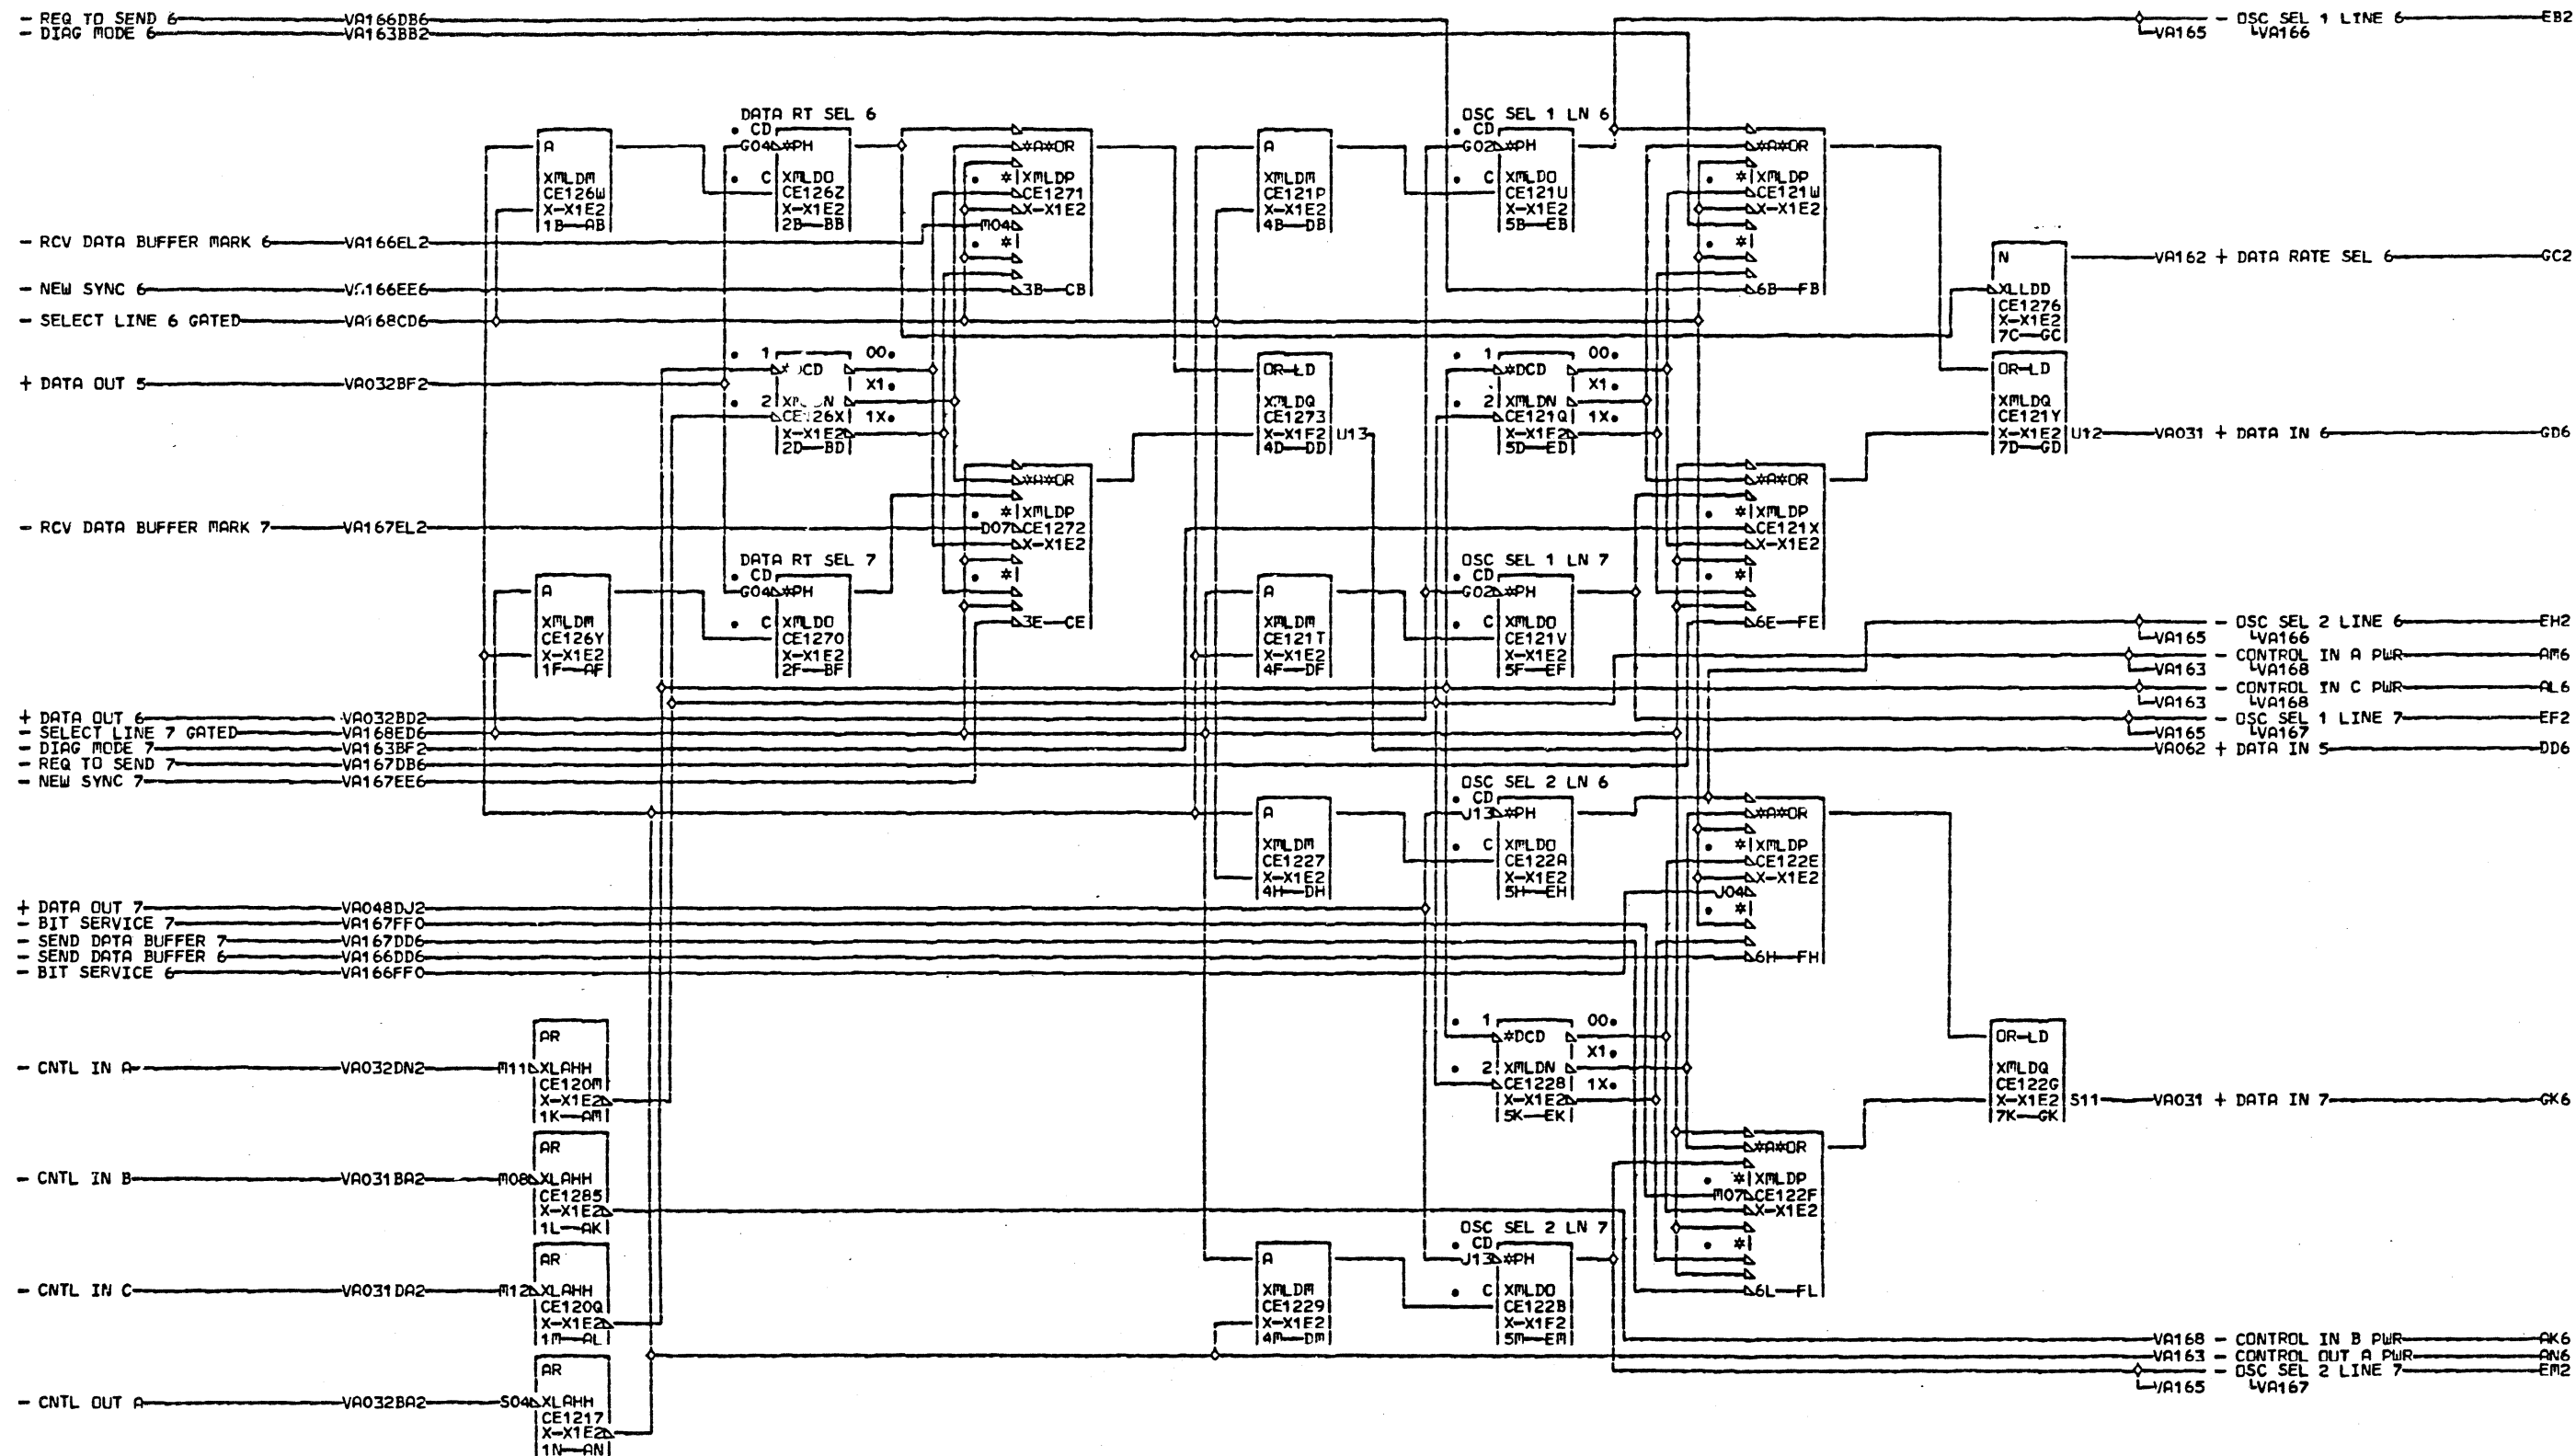 - REQ TO SEND 6 VA166DB6
- DIAG MODE 6 VA163BB2
- OSC SEL 1 LINE 6 EB2
VA165 VA166
DATA RT SEL 6
OSC SEL 1 LN 6
A
XMLDM
CE126W
X-X1E2
1B AB
CD
G04 *PH
C XMLDO
CE126Z
X-X1E2
2B BB
*A*OR
* XMLDP
CE1271
X-X1E2
M04
*
3B CB
A
XMLDM
CE121P
X-X1E2
4B DB
CD
G02 *PH
C XMLDO
CE121U
X-X1E2
5B EB
*A*OR
* XMLDP
CE121W
X-X1E2
*
6B FB
- RCV DATA BUFFER MARK 6 VA166EL2
- NEW SYNC 6 VA166EE6
- SELECT LINE 6 GATED VA168CD6
N
XLLDD
CE1276
X-X1E2
7C GC
VA162 + DATA RATE SEL 6 GC2
+ DATA OUT 5 VA032BF2
1 00
CD X1
2 1X
CE126X
X-X1E2
2D BD
OR-LD
XMLDQ
CE1273
X-X1F2 U13
4D DD
1 00
*DCD X1
2 XMLDN
CE121Q 1X
X-X1F2
5D ED
OR-LD
XMLDQ
CE121Y
X-X1E2 U12
7D GD
VA031 + DATA IN 6 GD6
*A*OR
* XMLDP
D07 CE1272
X-X1E2
*
3E CE
*A*OR
* XMLDP
CE121X
X-X1E2
*
6E FE
- RCV DATA BUFFER MARK 7 VA167EL2
DATA RT SEL 7
OSC SEL 1 LN 7
A
XMLDM
CE126Y
X-X1E2
1F AF
CD
G04 *PH
C XMLDO
CE1270
X-X1E2
2F BF
A
XMLDM
CE121T
X-X1E2
4F DF
CD
G02 *PH
C XMLDO
CE121V
X-X1E2
5F EF
- OSC SEL 2 LINE 6 EH2
VA165 VA166
- CONTROL IN A PWR AM6
VA163 VA168
- CONTROL IN C PWR AL6
VA163 VA168
- OSC SEL 1 LINE 7 EF2
VA165 VA167
VA062 + DATA IN 5 DD6
+ DATA OUT 6 VA032BD2
- SELECT LINE 7 GATED VA168ED6
- DIAG MODE 7 VA163BF2
- REQ TO SEND 7 VA167DB6
- NEW SYNC 7 VA167EE6
OSC SEL 2 LN 6
A
XMLDM
CE1227
X-X1E2
4H DH
CD
J13 *PH
C XMLDO
CE122A
X-X1E2
5H EH
*A*OR
* XMLDP
CE122E
X-X1E2
J04
*
6H FH
+ DATA OUT 7 VA048DJ2
- BIT SERVICE 7 VA167FF0
- SEND DATA BUFFER 7 VA167DD6
- SEND DATA BUFFER 6 VA166DD6
- BIT SERVICE 6 VA166FF0
AR
- CNTL IN A VA032DN2 M11 XLAHH
CE120M
X-X1E2
1K AM
1 00
*DCD X1
2 XMLDN
CE1228 1X
X-X1E2
5K EK
OR-LD
XMLDQ
CE122G
X-X1E2 S11
7K GK
VA031 + DATA IN 7 GK6
AR
- CNTL IN B VA031BA2 M08 XLAHH
CE1285
X-X1E2
1L AK
*A*OR
* XMLDP
M07 CE122F
X-X1E2
*
6L FL
OSC SEL 2 LN 7
AR
- CNTL IN C VA031DA2 M12 XLAHH
CE120Q
X-X1E2
1M AL
A
XMLDM
CE1229
X-X1E2
4M DM
CD
J13 *PH
C XMLDO
CE122B
X-X1F2
5M EM
VA168 - CONTROL IN B PWR AK6
VA163 - CONTROL OUT A PWR AN6
- OSC SEL 2 LINE 7 EM2
VA165 VA167
AR
- CNTL OUT A VA032BA2 S04 XLAHH
CE1217
X-X1E2
1N AN